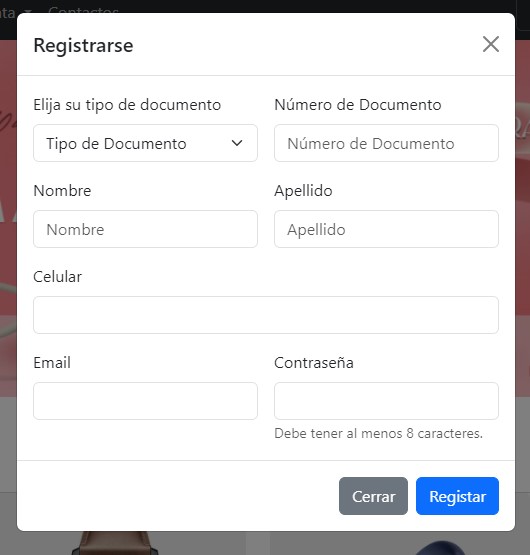 Contactos
Registrarse
Elija su tipo de documento
Número de Documento
Tipo de Documento
Número de Documento
Nombre
Apellido
Nombre
Apellido
Celular
Email
Contraseña
Debe tener al menos 8 caracteres.
Cerrar
Registar